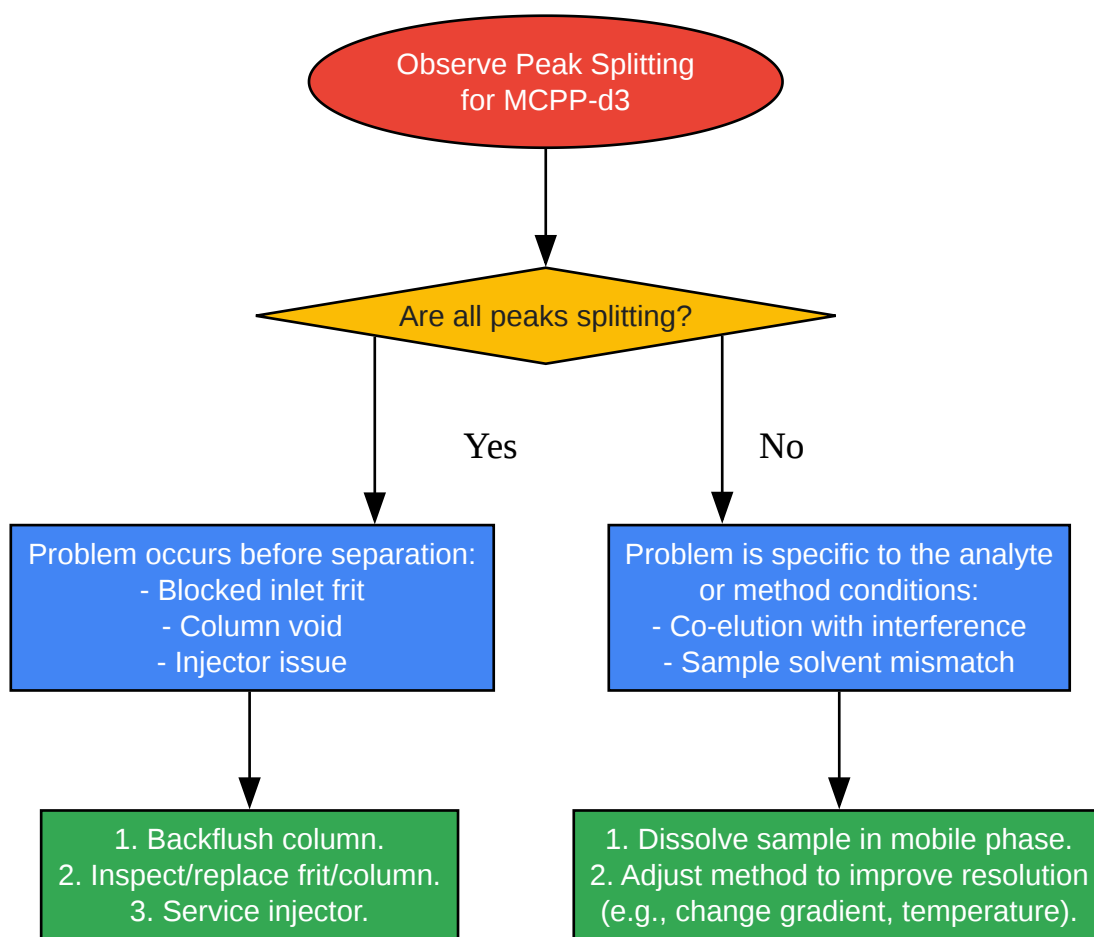 Observe Peak Splitting
for MCPP-d3
Are all peaks splitting?
Yes
No
Problem occurs before separation:
- Blocked inlet frit
- Column void
- Injector issue
Problem is specific to the analyte
or method conditions:
- Co-elution with interference
- Sample solvent mismatch
1. Backflush column.
2. Inspect/replace frit/column.
3. Service injector.
1. Dissolve sample in mobile phase.
2. Adjust method to improve resolution
(e.g., change gradient, temperature).